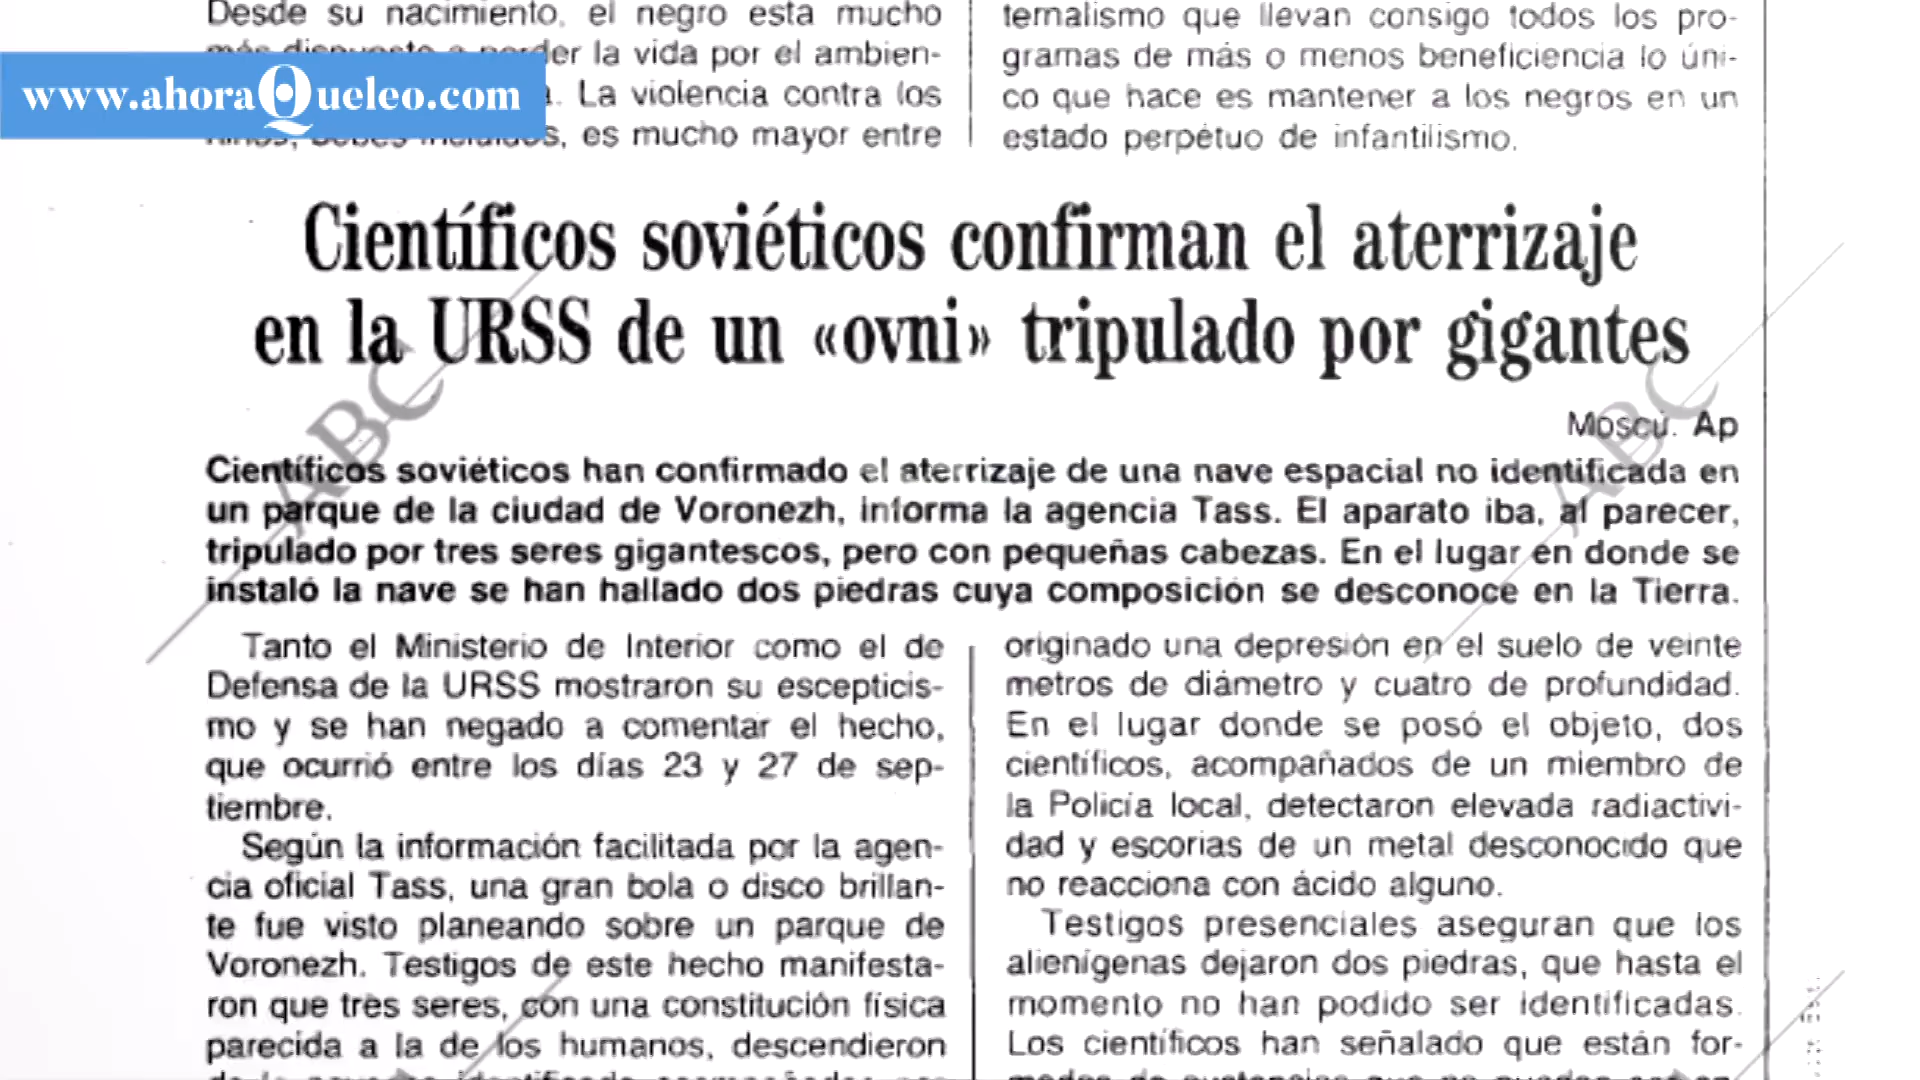 Desde su nacimiento, el negro esta mucho
más dispuesto a perder la vida por el ambien-
La violencia contra los
es mucho mayor entre
ternalismo que llevan consigo todos los pro-
gramas de más o menos beneficiencia lo úni-
co que hace es mantener a los negros en un
estado perpétuo de infantilismo.
www.ahoraQueleo.com
Científicos soviéticos confirman el aterrizaje
en la URSS de un «ovni» tripulado por gigantes
Moscú. Ap
Científicos soviéticos han confirmado el aterrizaje de una nave espacial no identificada en
un parque de la ciudad de Voronezh, informa la agencia Tass. El aparato iba, al parecer,
tripulado por tres seres gigantescos, pero con pequeñas cabezas. En el lugar en donde se
instaló la nave se han hallado dos piedras cuya composición se desconoce en la Tierra.
Tanto el Ministerio de Interior como el de
Defensa de la URSS mostraron su escepticis-
mo y se han negado a comentar el hecho,
que ocurrió entre los días 23 y 27 de sep-
tiembre.
Según la información facilitada por la agen-
cia oficial Tass, una gran bola o disco brillan-
te fue visto planeando sobre un parque de
Voronezh. Testigos de este hecho manifesta-
ron que tres seres, con una constitución física
parecida a la de los humanos, descendieron
originado una depresión en el suelo de veinte
metros de diámetro y cuatro de profundidad.
En el lugar donde se posó el objeto, dos
científicos, acompañados de un miembro de
la Policía local, detectaron elevada radiactivi-
dad y escorias de un metal desconocido que
no reacciona con ácido alguno.
Testigos presenciales aseguran que los
alienígenas dejaron dos piedras, que hasta el
momento no han podido ser identificadas.
Los científicos han señalado que están for-
ABC
ABC